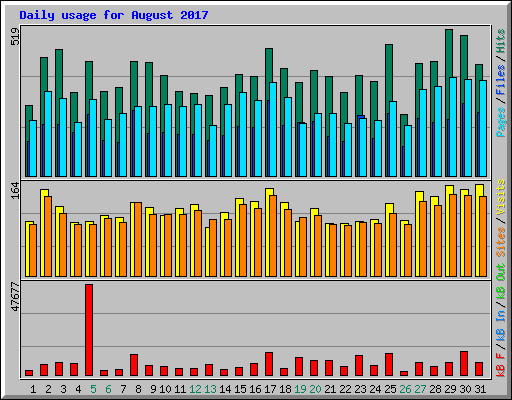 Daily usage for August 2017
519
164
47677
Pages / Files / Hits
Sites / Visits
kB F / kB In / kB Out
1 2 3 4 5 6 7 8 9 10 11 12 13 14 15 16 17 18 19 20 21 22 23 24 25 26 27 28 29 30 31